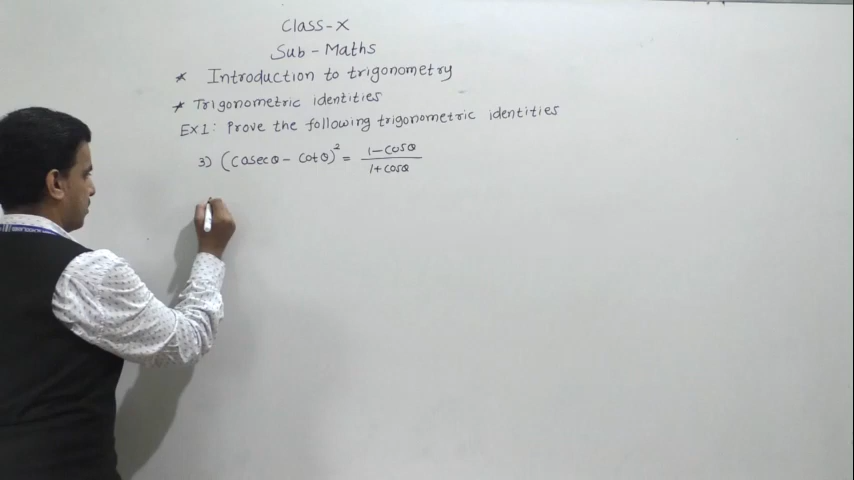 Class-X
Sub - Maths
* Introduction to trigonometry
* Trigonometric identities
EX1: Prove the following trigonometric identities
3) (cosecθ - cotθ)² = (1-cosθ)/(1+cosθ)